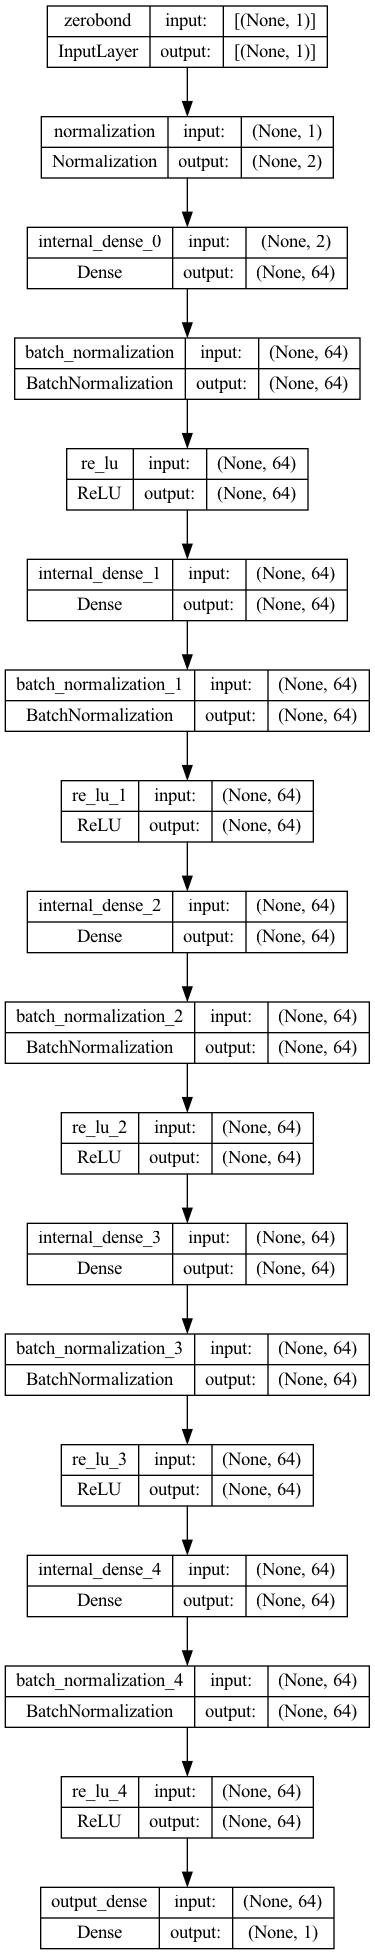 zerobond input: [(None, 1)]
InputLayer output: [(None, 1)]
normalization input: (None, 1)
Normalization output: (None, 2)
internal_dense_0 input: (None, 2)
Dense output: (None, 64)
batch_normalization input: (None, 64)
BatchNormalization output: (None, 64)
re_lu input: (None, 64)
ReLU output: (None, 64)
internal_dense_1 input: (None, 64)
Dense output: (None, 64)
batch_normalization_1 input: (None, 64)
BatchNormalization output: (None, 64)
re_lu_1 input: (None, 64)
ReLU output: (None, 64)
internal_dense_2 input: (None, 64)
Dense output: (None, 64)
batch_normalization_2 input: (None, 64)
BatchNormalization output: (None, 64)
re_lu_2 input: (None, 64)
ReLU output: (None, 64)
internal_dense_3 input: (None, 64)
Dense output: (None, 64)
batch_normalization_3 input: (None, 64)
BatchNormalization output: (None, 64)
re_lu_3 input: (None, 64)
ReLU output: (None, 64)
internal_dense_4 input: (None, 64)
Dense output: (None, 64)
batch_normalization_4 input: (None, 64)
BatchNormalization output: (None, 64)
re_lu_4 input: (None, 64)
ReLU output: (None, 64)
output_dense input: (None, 64)
Dense output: (None, 1)